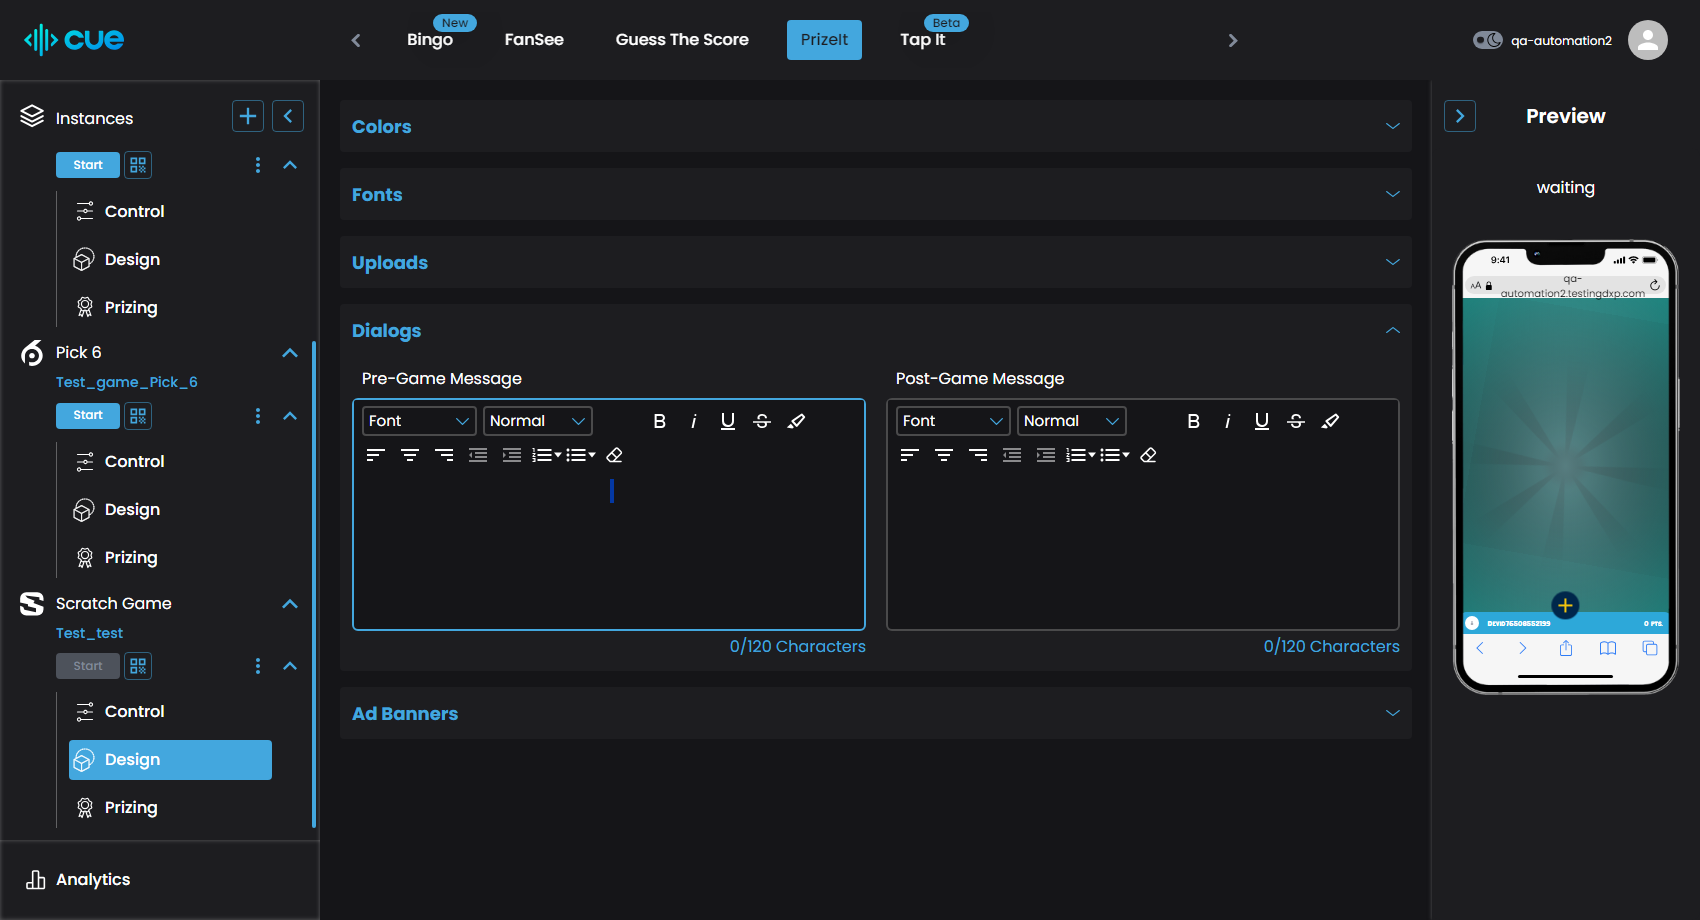 cue
Bingo
New
FanSee
Guess The Score
PrizeIt
Tap It
Beta
qa-automation2
Instances
Start
Control
Design
Prizing
Pick 6
Test_game_Pick_6
Start
Control
Design
Prizing
Scratch Game
Test_test
Start
Control
Design
Prizing
Analytics
Colors
Fonts
Uploads
Dialogs
Pre-Game Message
Font
Normal
B i U S
0/120 Characters
Post-Game Message
Font
Normal
B i U S
0/120 Characters
Ad Banners
Preview
waiting
9:41
AA
qa-
automation2.testingdxp.com
0 PTS.